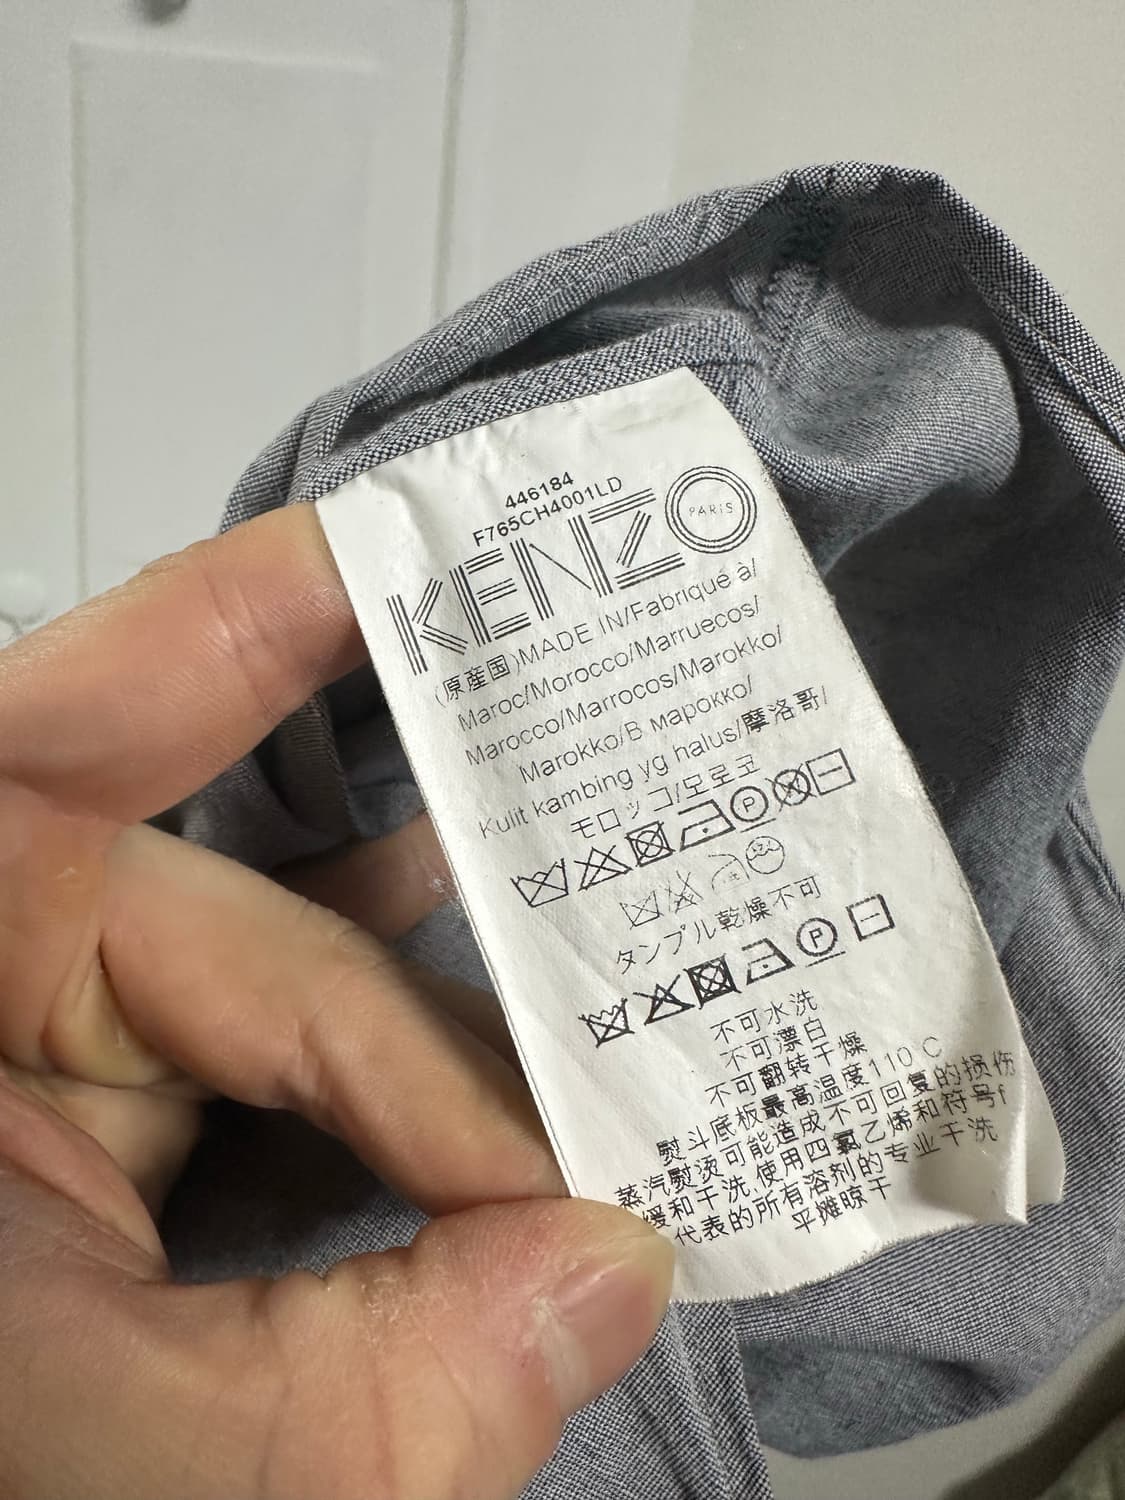 446184
F765CH4001LD
KENZO
PARIS
(原産国)MADE IN/Fabriqué à/
Maroc/Morocco/Marruecos/
Marocco/Marrocos/Marokko/
Marokko/В марокко/
Kulit kambing yg halus/摩洛哥/
モロッコ/모로코
P
タンブル乾燥不可
P
不可水洗
不可漂白
不可翻转干燥
熨斗底板最高温度110 C
蒸汽熨烫可能造成不可回复的损伤
缓和干洗,使用四氯乙烯和符号f
代表的所有溶剂的专业干洗
平摊晾干